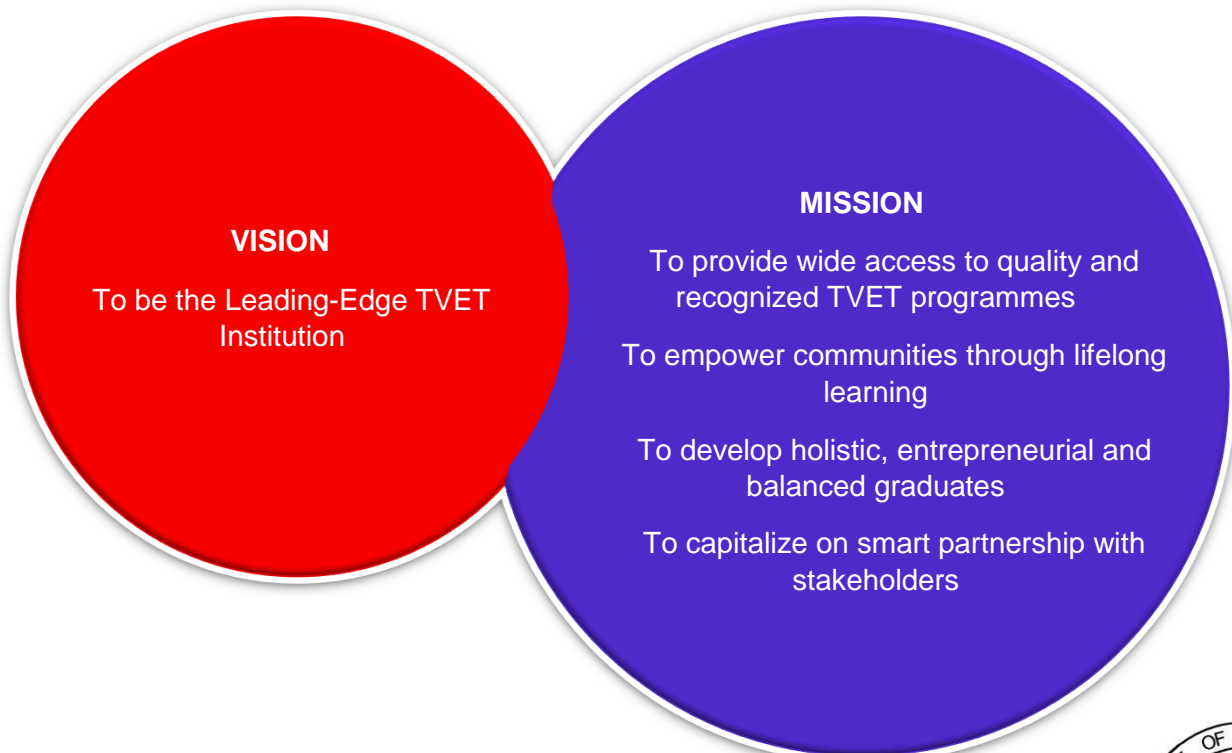 VISION
To be the Leading-Edge TVET
Institution
MISSION
To provide wide access to quality and
recognized TVET programmes
To empower communities through lifelong
learning
To develop holistic, entrepreneurial and
balanced graduates
To capitalize on smart partnership with
stakeholders
OF